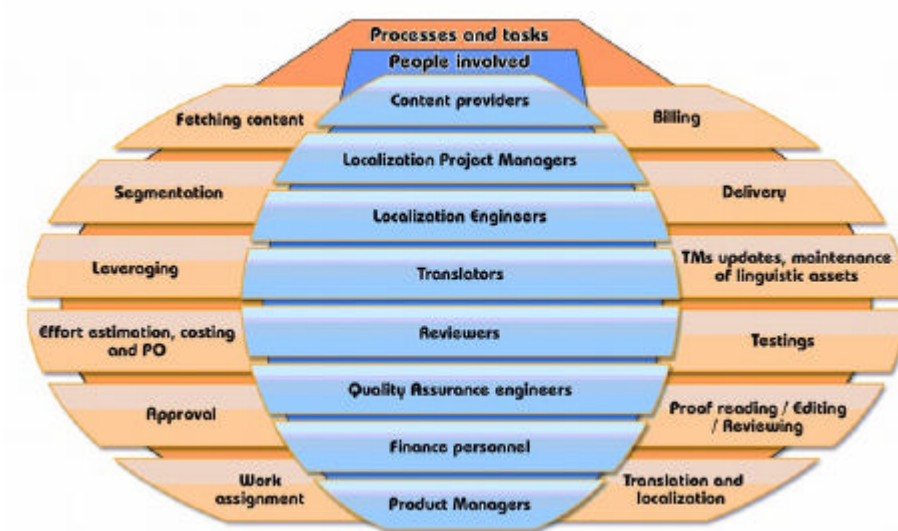 Processes and tasks
People involved
Content providers
Fetching content
Billing
Localization Project Managers
Segmentation
Delivery
Localization Engineers
Leveraging
Translators
TMs updates, maintenance
of linguistic assets
Effort estimation, costing
and PO
Reviewers
Testings
Quality Assurance engineers
Approval
Proof reading / Editing
/ Reviewing
Finance personnel
Work
assignment
Product Managers
Translation and
localization